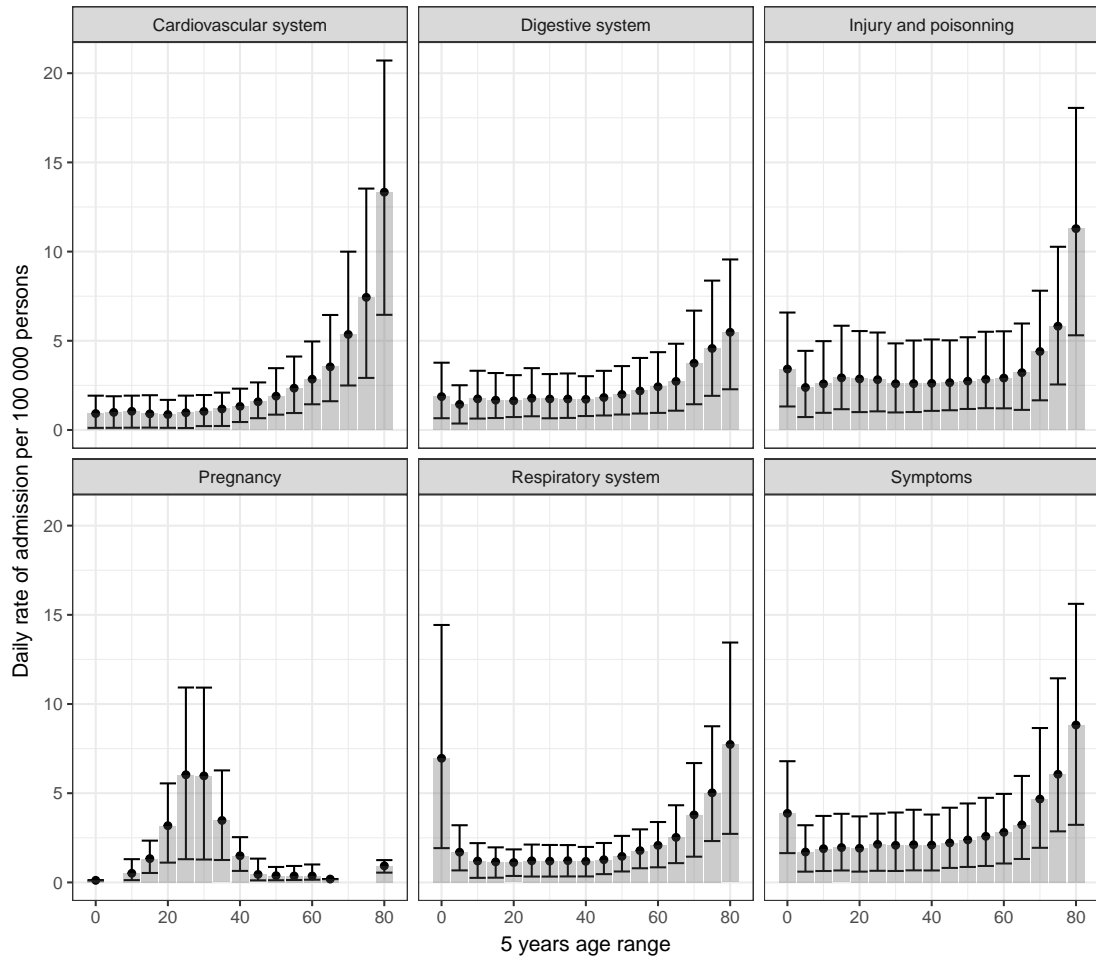 Cardiovascular system
Digestive system
Injury and poisonning
20
15
10
5
0
Pregnancy
Respiratory system
Symptoms
20
15
10
5
0
0 20 40 60 80
0 20 40 60 80
0 20 40 60 80
5 years age range
Daily rate of admission per 100 000 persons